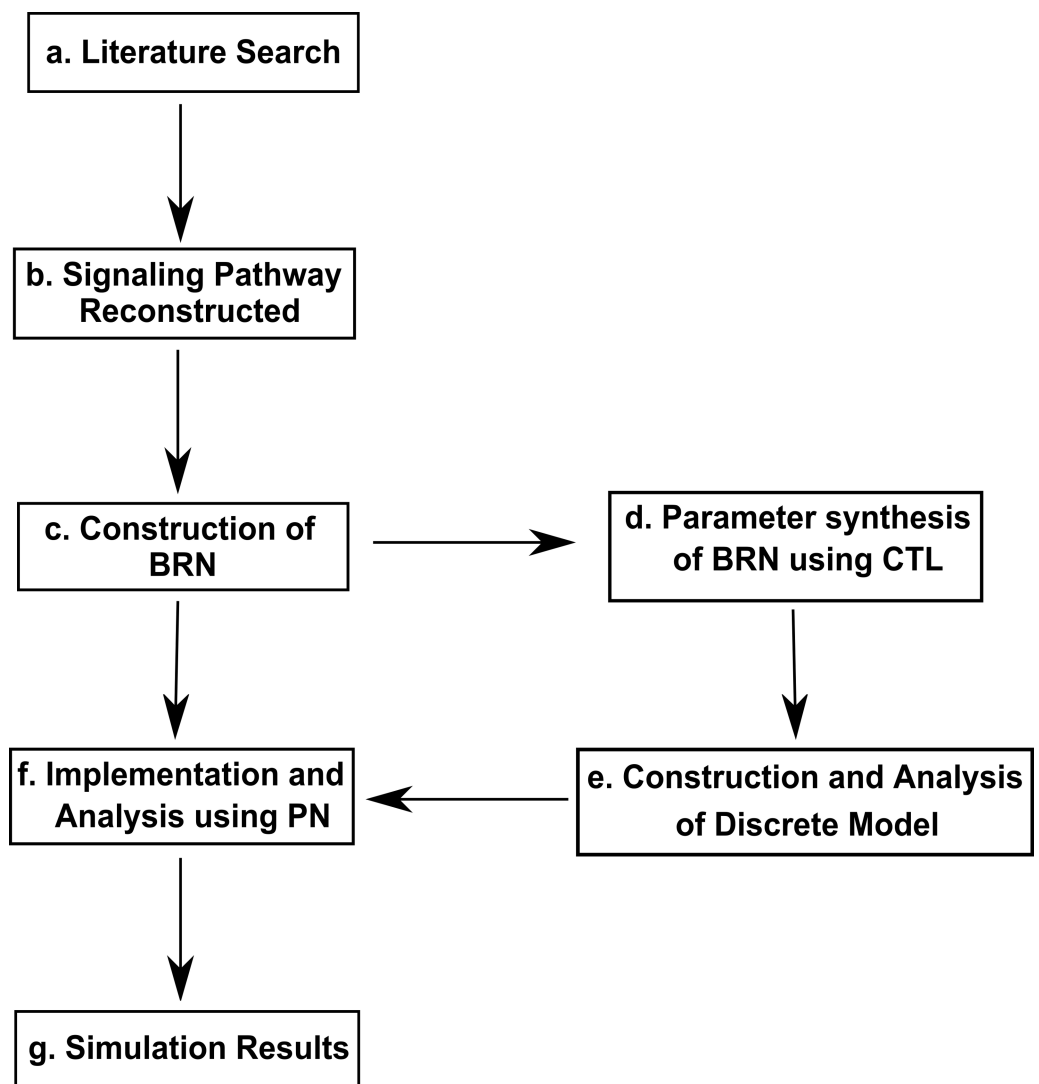 a. Literature Search
b. Signaling Pathway
Reconstructed
c. Construction of
BRN
d. Parameter synthesis
of BRN using CTL
e. Construction and Analysis
of Discrete Model
f. Implementation and
Analysis using PN
g. Simulation Results